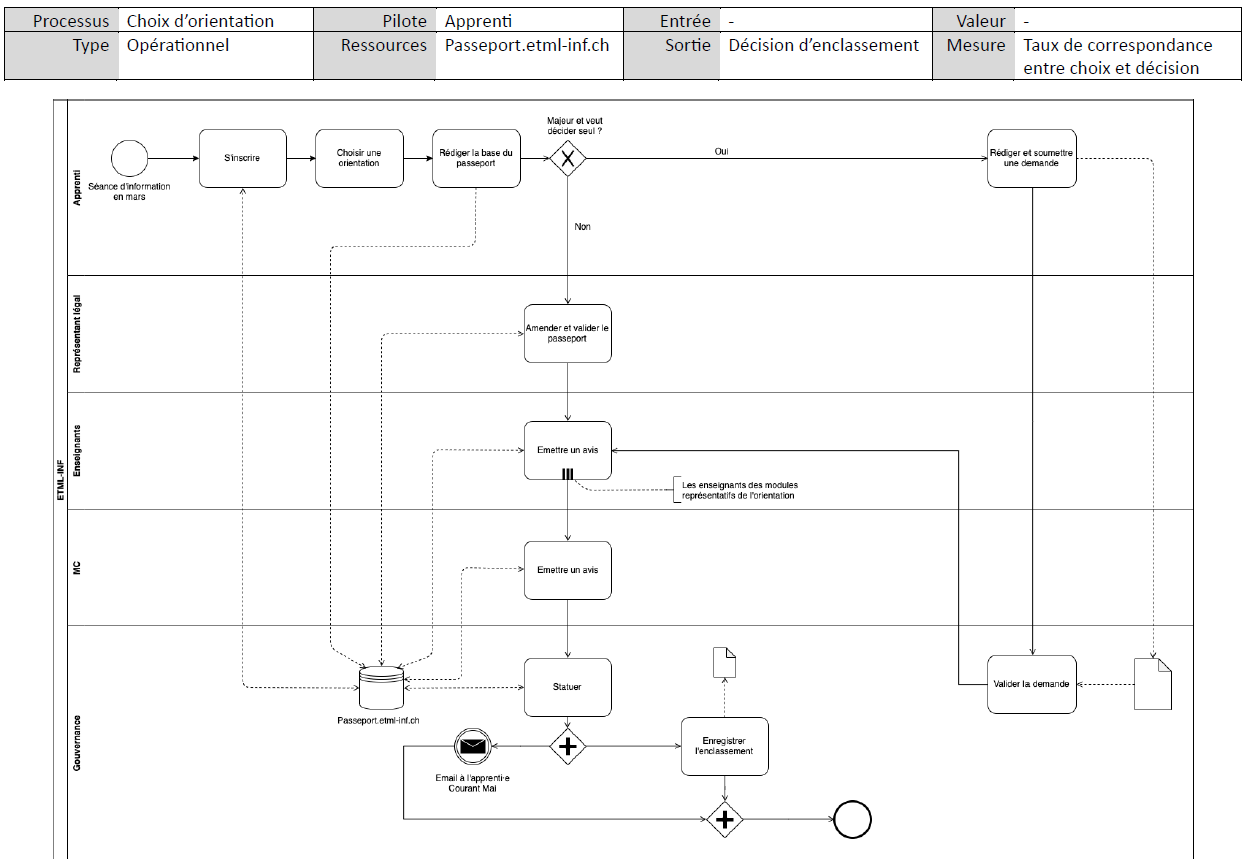 Processus Choix d’orientation Pilote Apprenti Entrée - Valeur -
Type Opérationnel Ressources Passeport.etml-inf.ch Sortie Décision d’enclassement Mesure Taux de correspondance
entre choix et décision
ETML-INF
Apprenti
Séance d'information
en mars
S'inscrire
Choisir une
orientation
Rédiger la base du
passeport
Majeur et veut
décider seul ?
Oui
Non
Rédiger et soumettre
une demande
Représentant légal
Amender et valider le
passeport
Enseignants
Emettre un avis
Les enseignants des modules
représentatifs de l'orientation
MC
Emettre un avis
Gouvernance
Passeport.etml-inf.ch
Statuer
Valider la demande
Email à l'apprenti·e
Courant Mai
Enregistrer
l'enclassement